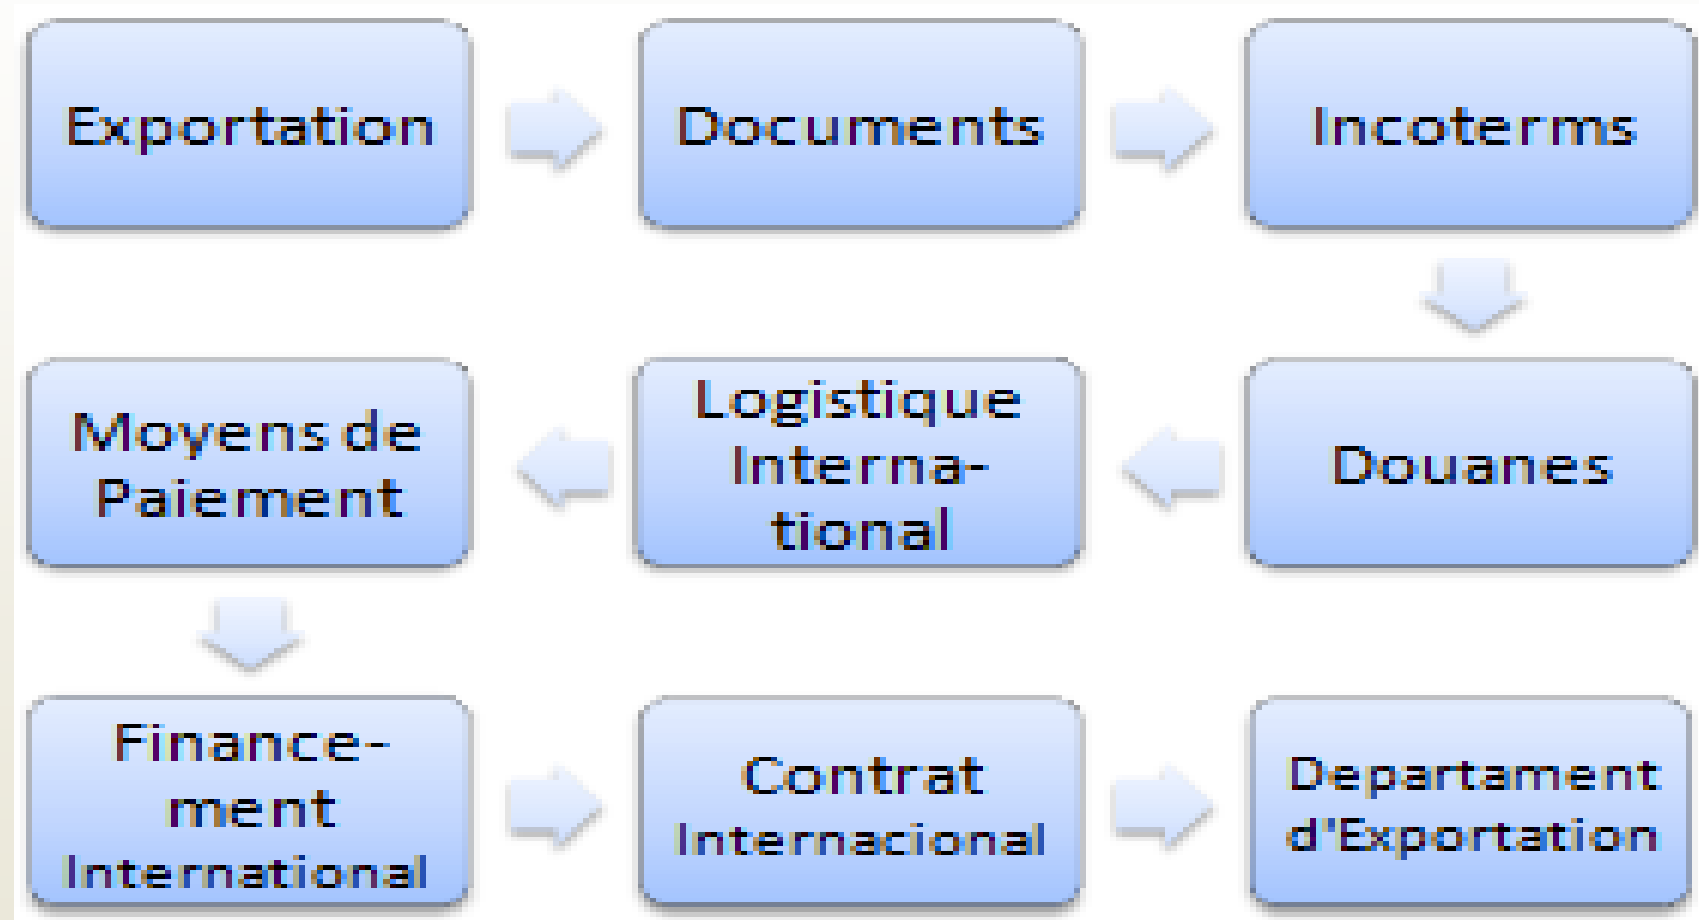 Exportation
Documents
Incoterms
Douanes
Logistique
Interna-
tional
Moyens de
Paiement
Finance-
ment
International
Contrat
Internacional
Departament
d'Exportation